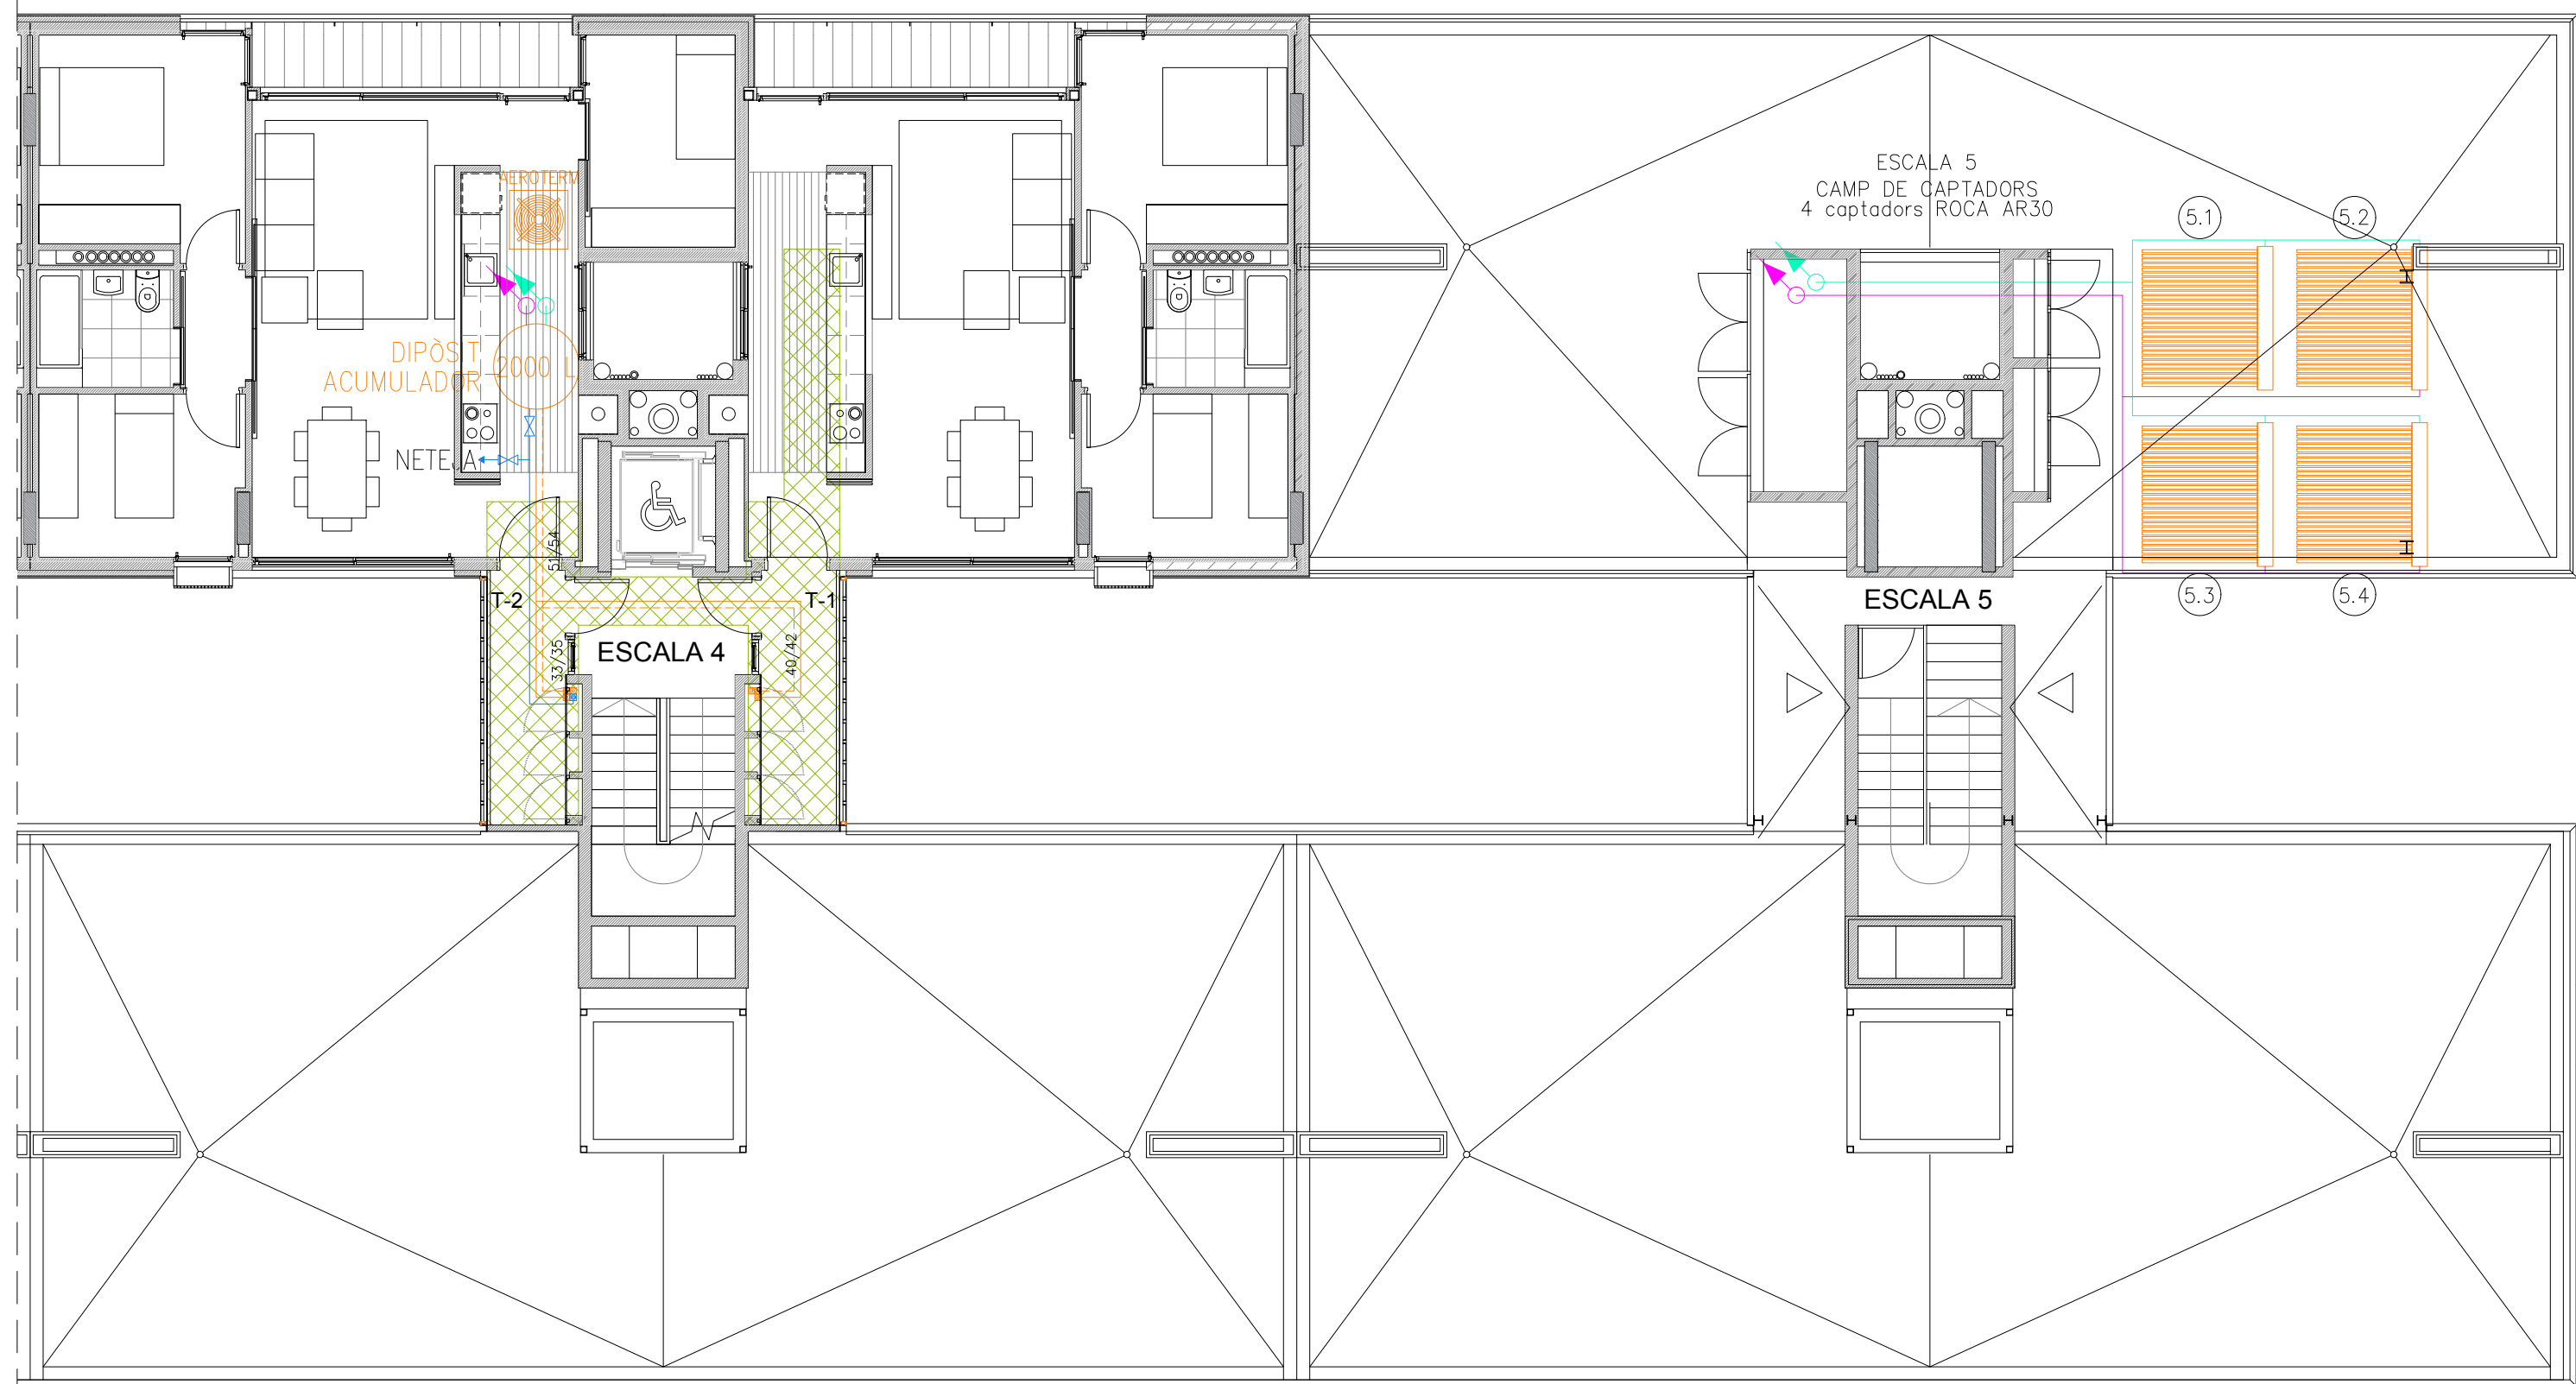 AEROTERM
ESCALA 5
CAMP DE CAPTADORS
4 captadors ROCA AR30
5.1
5.2
DIPÒSIT
ACUMULADOR
2000 L
NETEJA
51/54
T-2
T-1
ESCALA 4
33/35
40/42
ESCALA 5
5.3
5.4